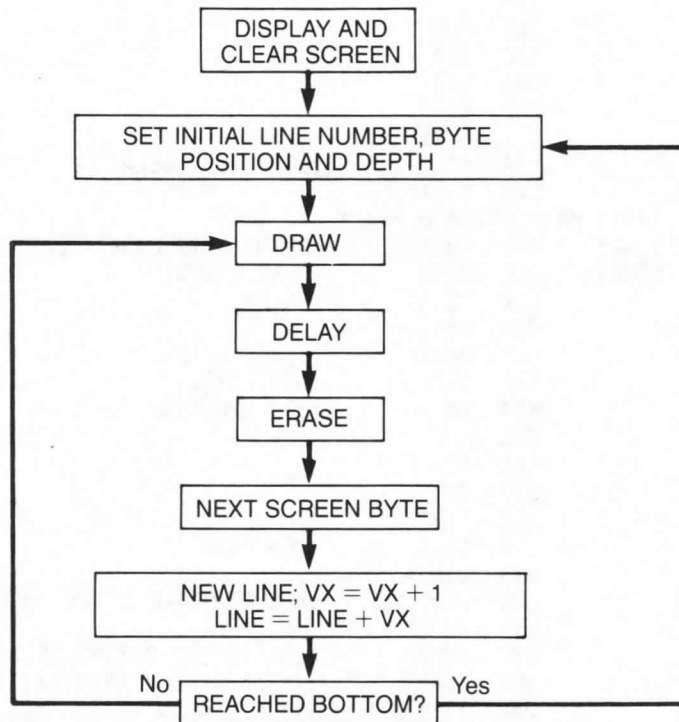 DISPLAY AND
CLEAR SCREEN
SET INITIAL LINE NUMBER, BYTE
POSITION AND DEPTH
DRAW
DELAY
ERASE
NEXT SCREEN BYTE
NEW LINE; VX = VX + 1
LINE = LINE + VX
No
REACHED BOTTOM?
Yes